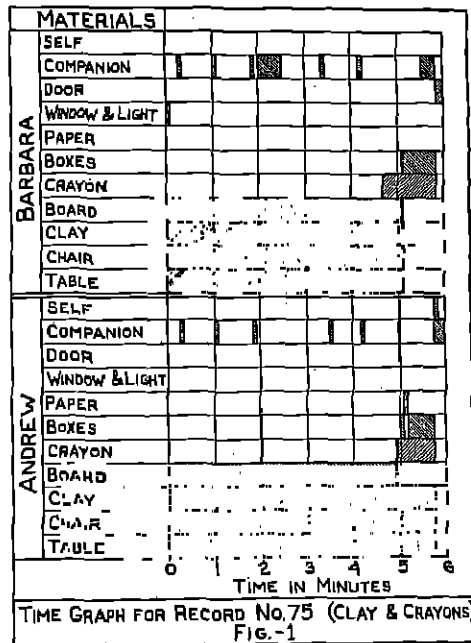 MATERIALS
BARBARA
SELF
COMPANION
DOOR
WINDOW & LIGHT
PAPER
BOXES
CRAYON
BOARD
CLAY
CHAIR
TABLE
ANDREW
SELF
COMPANION
DOOR
WINDOW & LIGHT
PAPER
BOXES
CRAYON
BOARD
CLAY
CHAIR
TABLE
0 1 2 3 4 5 6
TIME IN MINUTES
TIME GRAPH FOR RECORD NO.75 (CLAY & CRAYONS)
FIG.-1